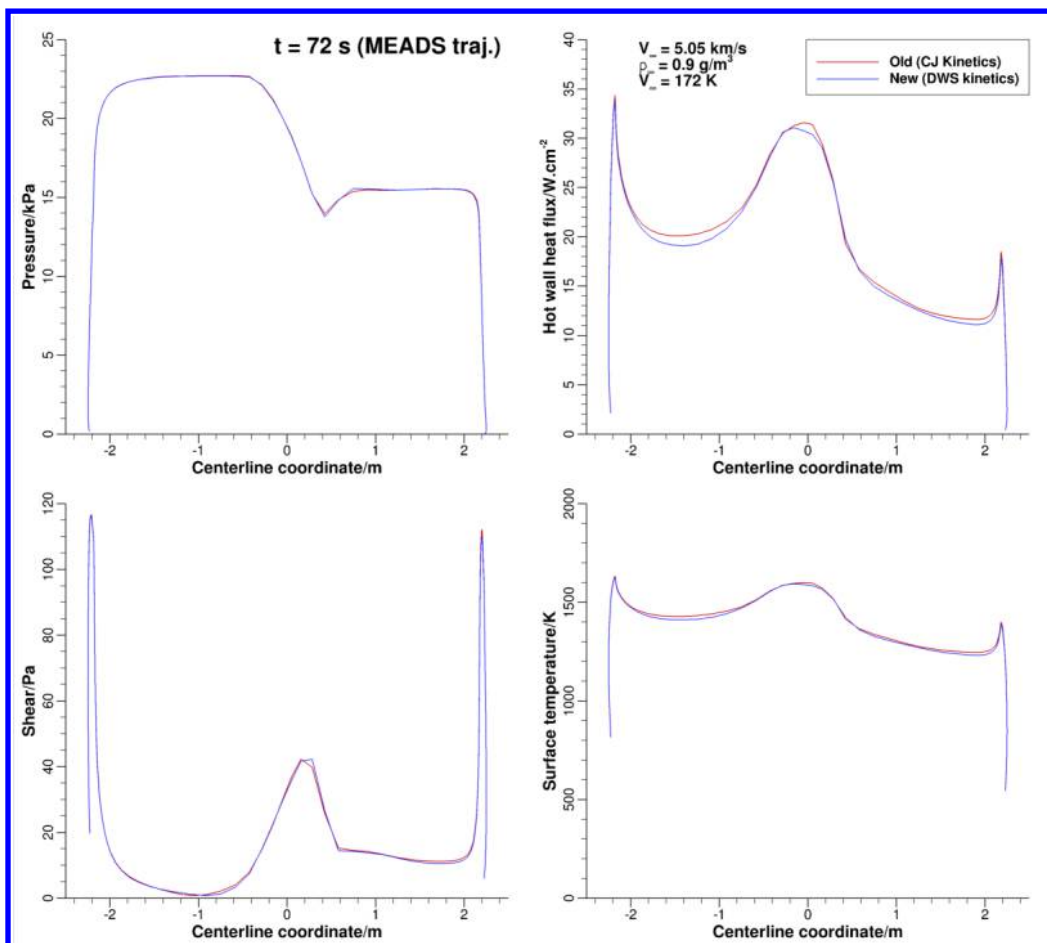 t = 72 s (MEADS traj.)
25
20
15
10
5
0
Pressure/kPa
-2 -1 0 1 2
Centerline coordinate/m
V∞ = 5.05 km/s
ρ∞ = 0.9 g/m³
V∞ = 172 K
Old (CJ Kinetics)
New (DWS kinetics)
40
35
30
25
20
15
10
5
0
Hot wall heat flux/W.cm⁻²
-2 -1 0 1 2
Centerline coordinate/m
120
100
80
60
40
20
0
Shear/Pa
-2 -1 0 1 2
Centerline coordinate/m
2000
1500
1000
500
0
Surface temperature/K
-2 -1 0 1 2
Centerline coordinate/m